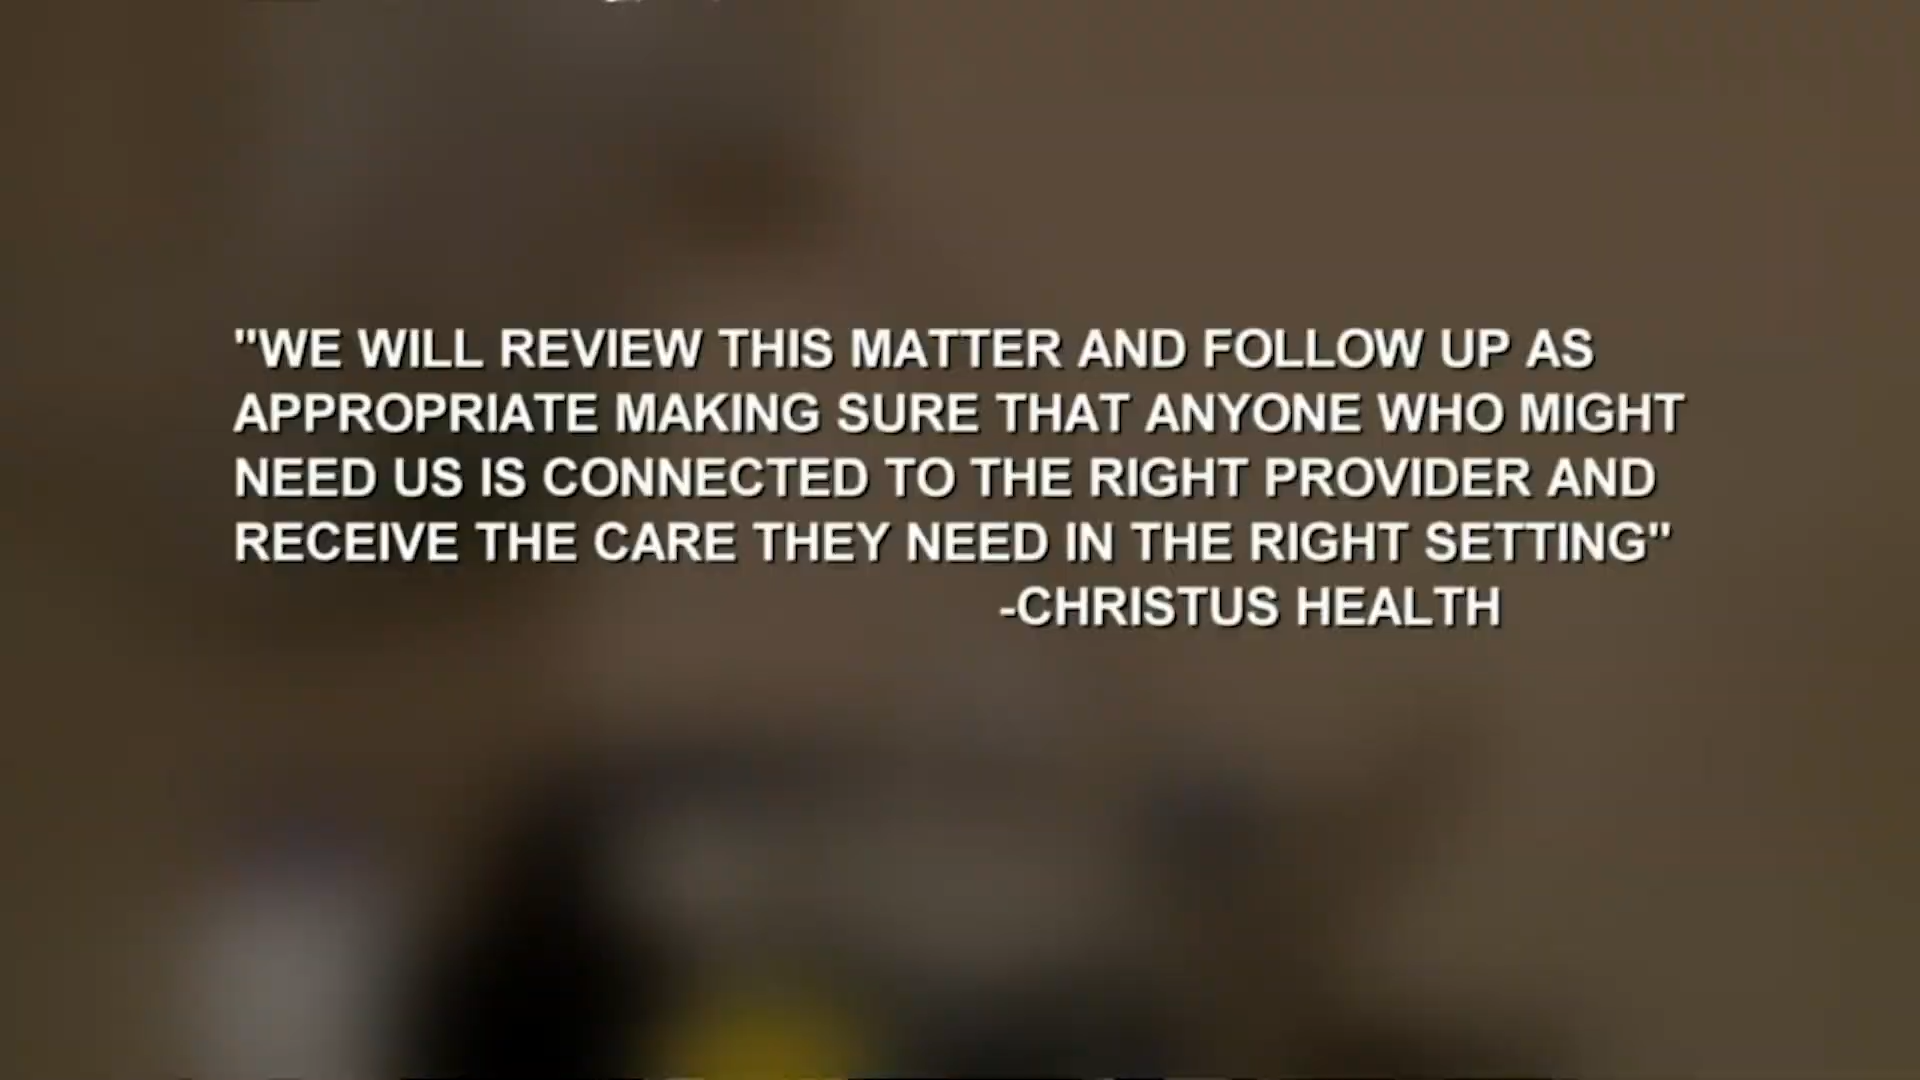 "WE WILL REVIEW THIS MATTER AND FOLLOW UP AS
APPROPRIATE MAKING SURE THAT ANYONE WHO MIGHT
NEED US IS CONNECTED TO THE RIGHT PROVIDER AND
RECEIVE THE CARE THEY NEED IN THE RIGHT SETTING"
-CHRISTUS HEALTH